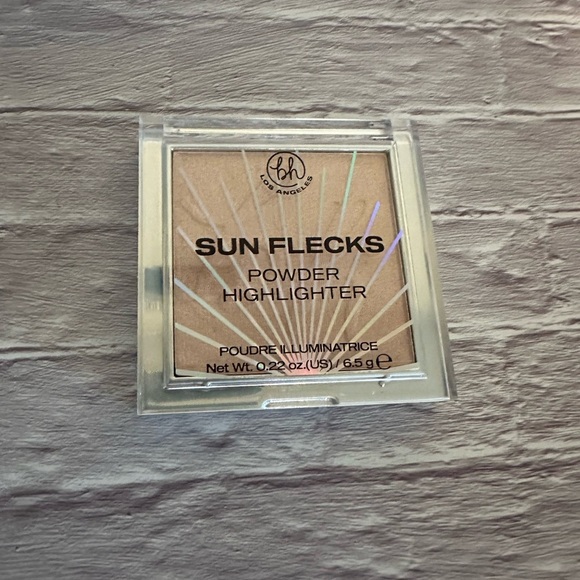 bh
LOS ANGELES
SUN FLECKS
POWDER
HIGHLIGHTER
POUDRE ILLUMINATRICE
Net Wt. 0.22 oz.(US) / 6.5 g ℮